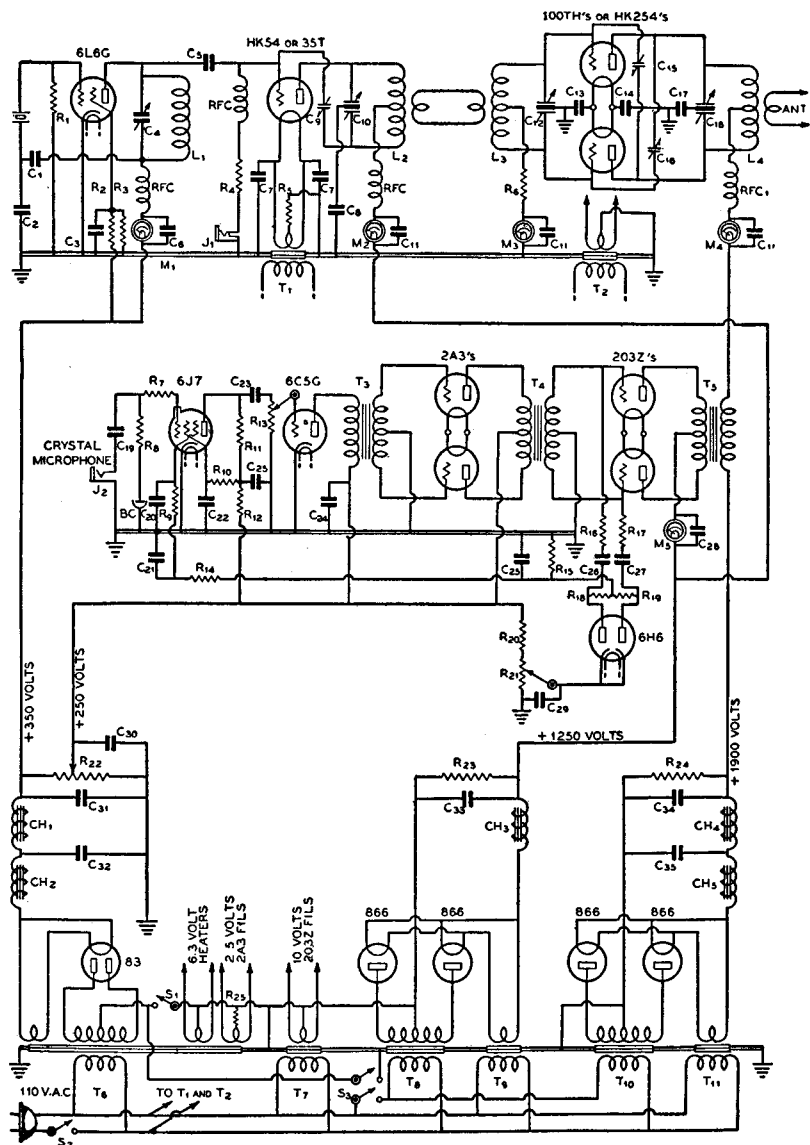 6L6G
C5
HK54 OR 35T
100TH'S OR HK254'S
R1
C4
L1
RFC
C9
C10
L2
L3
C12
C13
C14
C15
C16
C17
C18
L4
ANT
C1
R2
R3
RFC
R4
C7
R5
C7
C8
RFC
R6
RFC1
C2
C3
C6
M1
J1
T1
M2
C11
M3
C11
T2
M4
C11
2A3'S
203Z'S
R7
6J7
C23
6C5G
T3
T4
T5
CRYSTAL
MICROPHONE
C19
R8
R11
R13
R10
C25
J2
BC
C20
R9
C22
R12
C24
R16
R17
M5
C28
C21
R14
C25
R15
C26
C27
R18
R19
R20
6H6
R21
C29
+350 VOLTS
+250 VOLTS
C30
+1250 VOLTS
+1900 VOLTS
R22
R23
R24
C31
C33
C34
CH1
CH3
CH4
C32
C35
CH2
CH5
83
6.3 VOLT
HEATERS
2.5 VOLTS
2A3 FILS
10 VOLTS
203Z FILS
866
866
866
866
S1
R25
110 V.A.C.
T6
TO T1 AND T2
T7
S3
T8
T9
T10
T11
S2